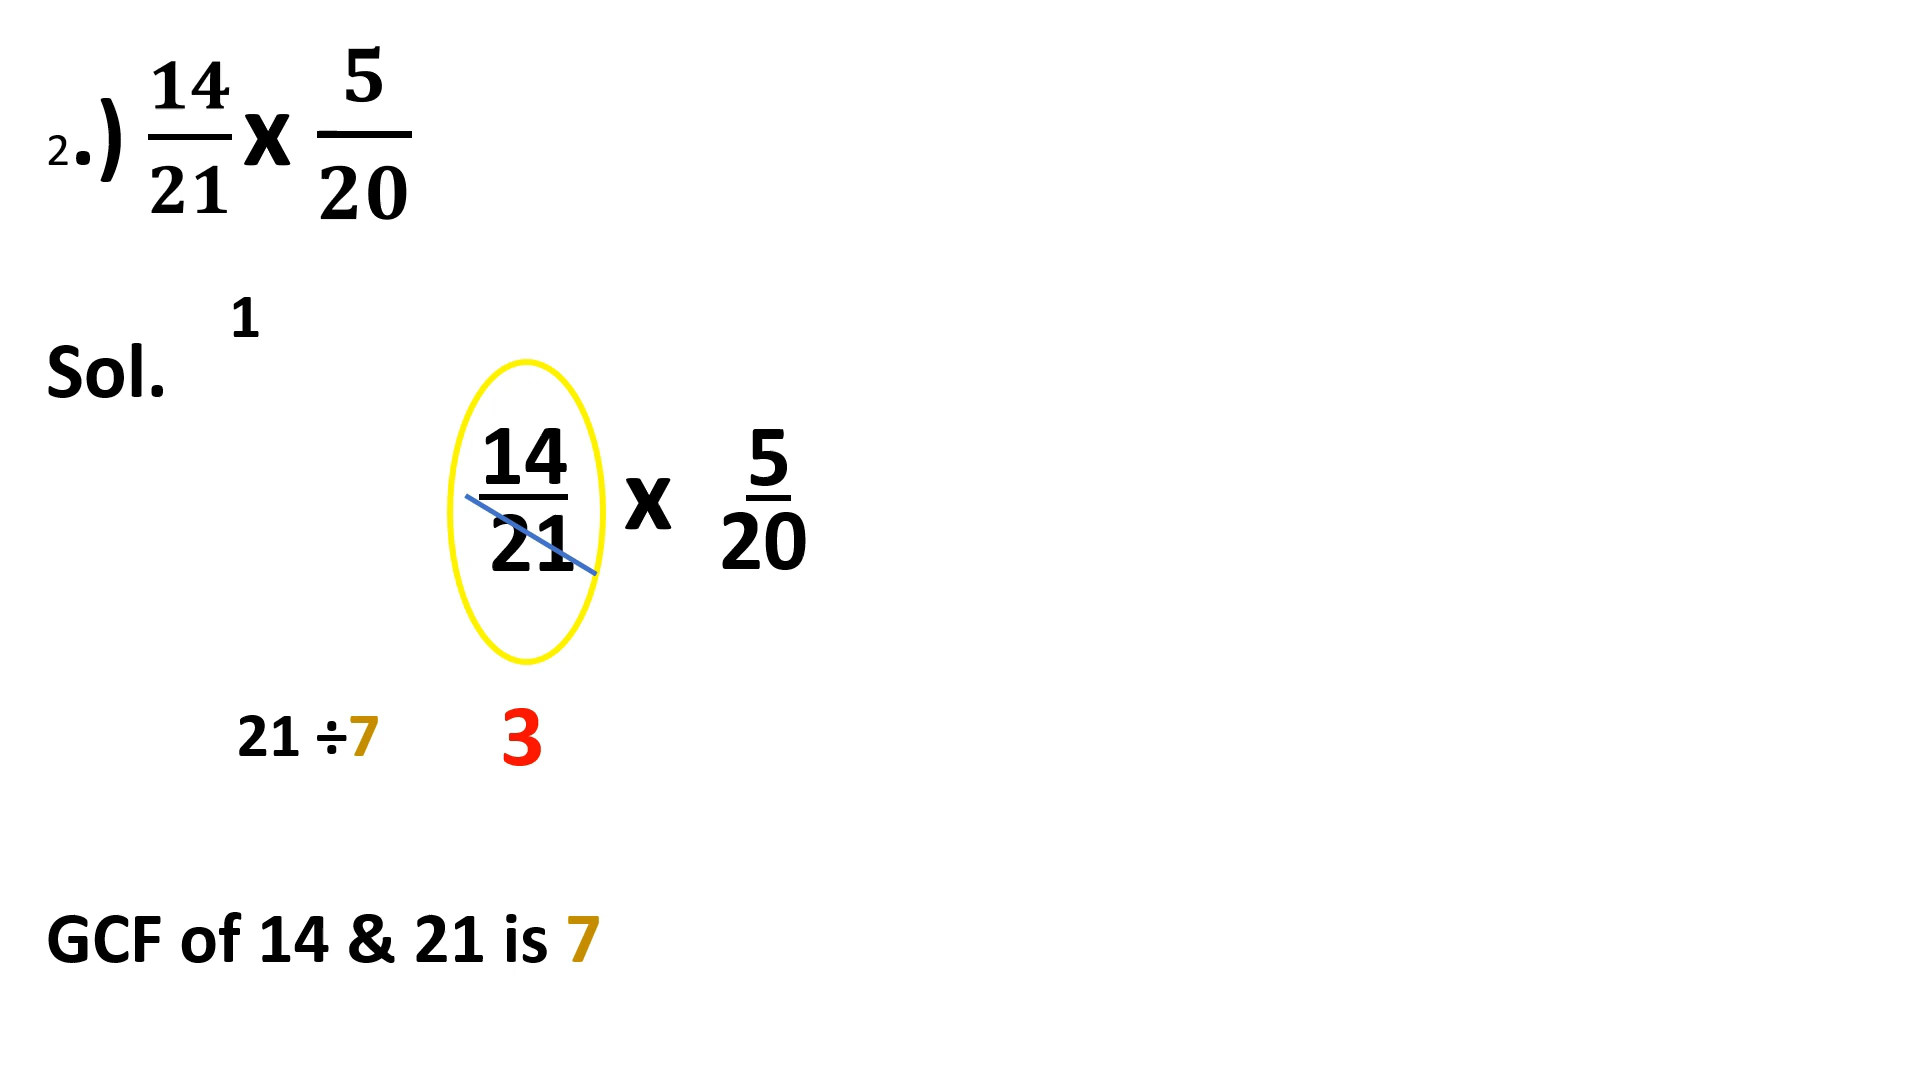 2.) 14/21 x 5/20
1
Sol.
14/21 x 5/20
21 ÷7 3
GCF of 14 & 21 is 7